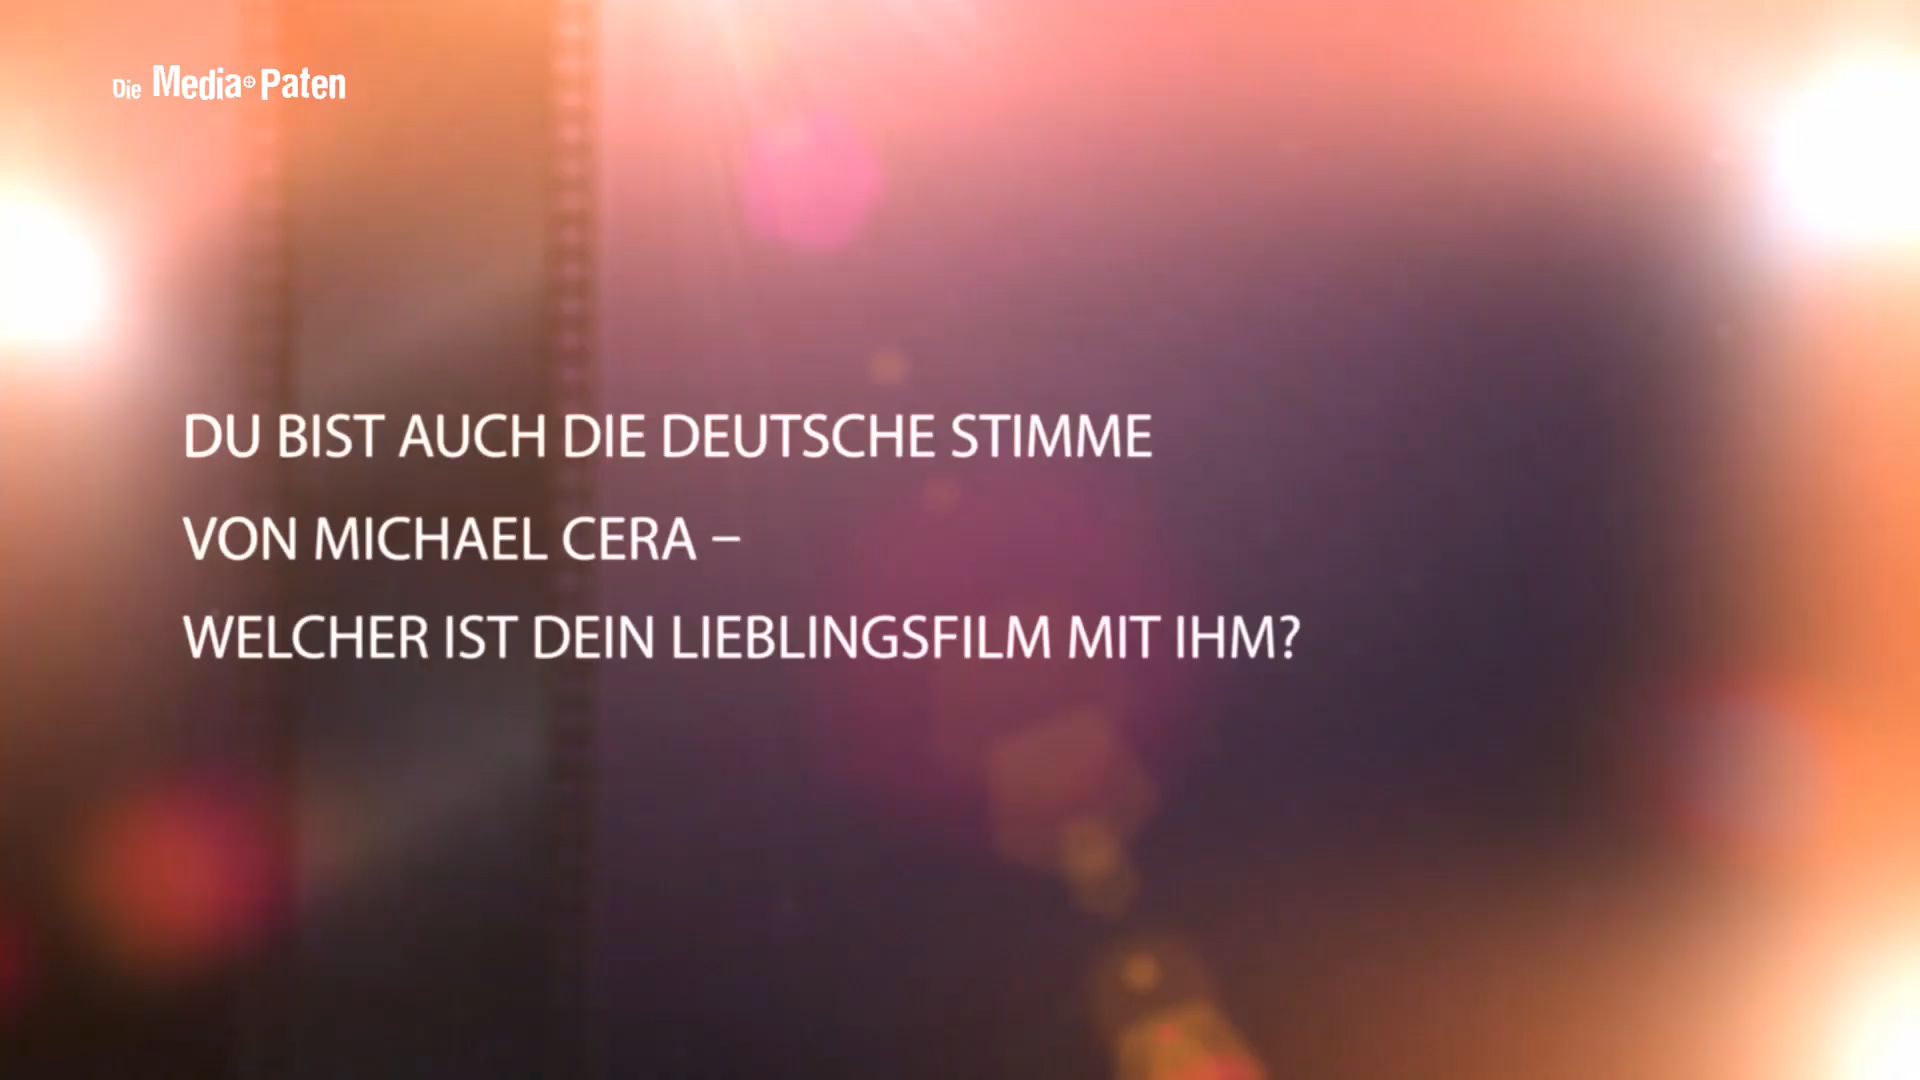 Die Media Paten
DU BIST AUCH DIE DEUTSCHE STIMME
VON MICHAEL CERA –
WELCHER IST DEIN LIEBLINGSFILM MIT IHM?